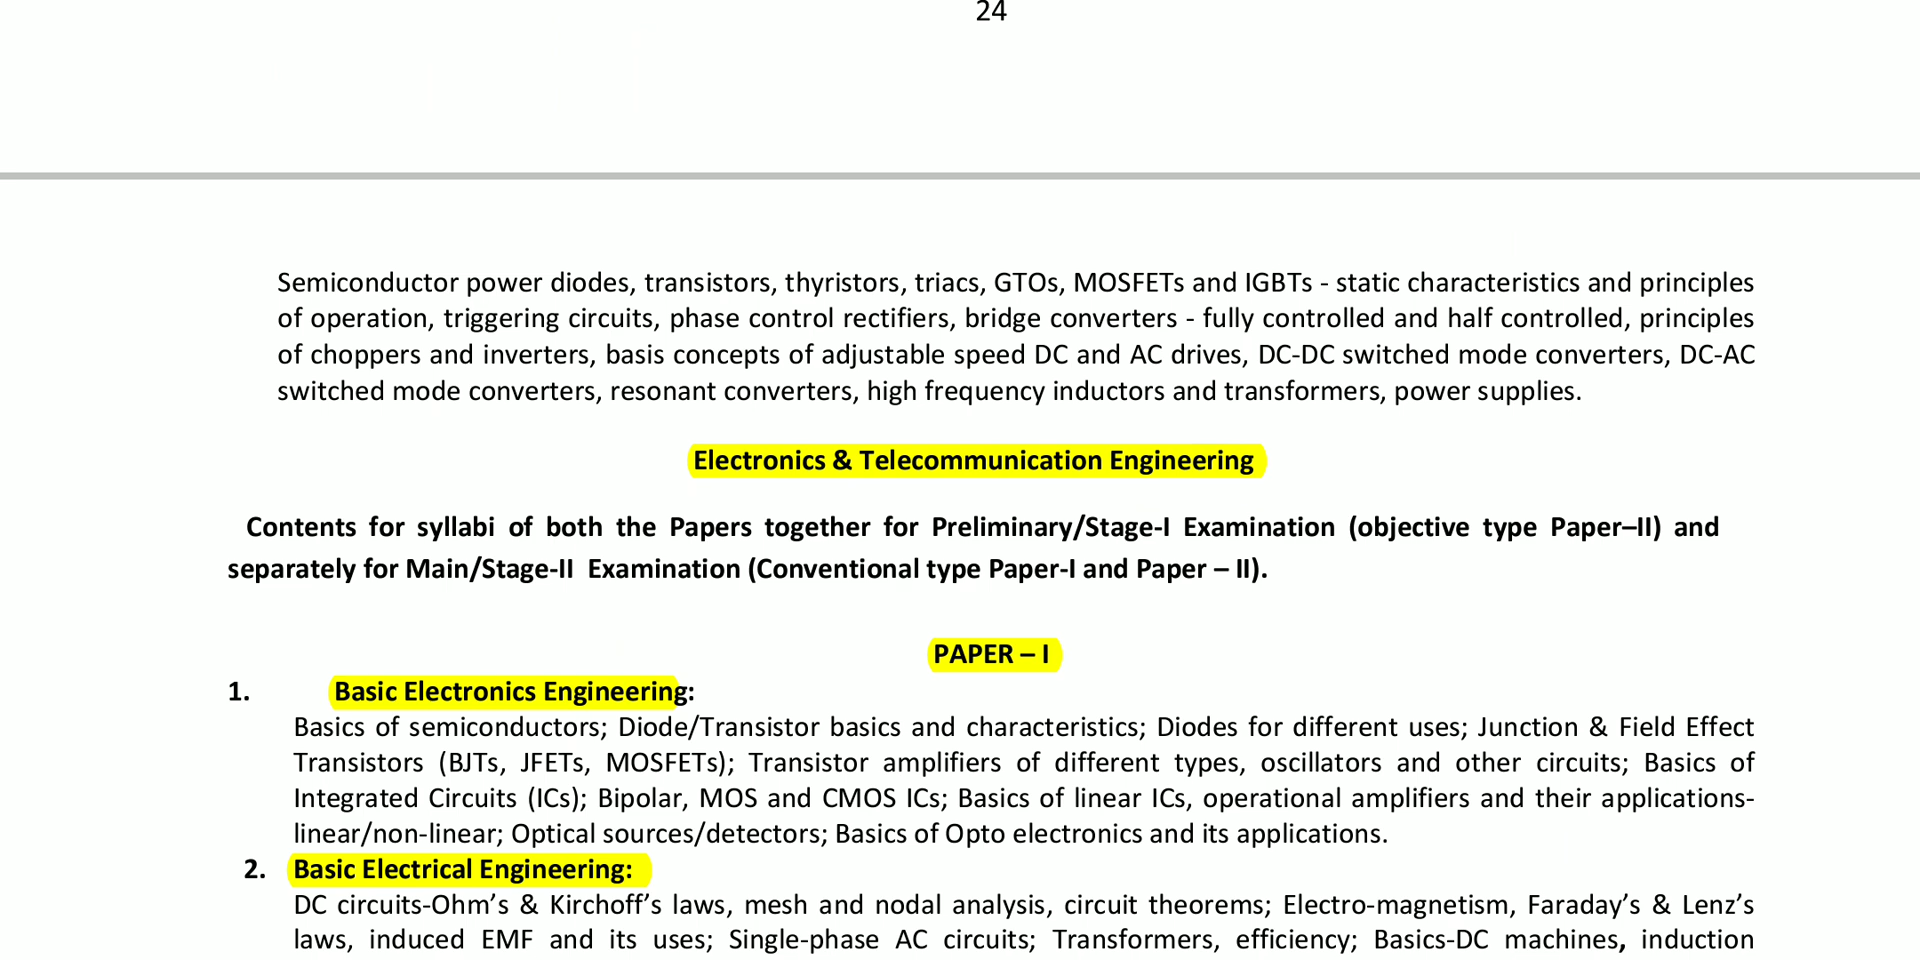 24
Semiconductor power diodes, transistors, thyristors, triacs, GTOs, MOSFETs and IGBTs - static characteristics and principles
of operation, triggering circuits, phase control rectifiers, bridge converters - fully controlled and half controlled, principles
of choppers and inverters, basis concepts of adjustable speed DC and AC drives, DC-DC switched mode converters, DC-AC
switched mode converters, resonant converters, high frequency inductors and transformers, power supplies.
Electronics & Telecommunication Engineering
Contents for syllabi of both the Papers together for Preliminary/Stage-I Examination (objective type Paper–II) and
separately for Main/Stage-II Examination (Conventional type Paper-I and Paper – II).
PAPER – I
1. Basic Electronics Engineering:
Basics of semiconductors; Diode/Transistor basics and characteristics; Diodes for different uses; Junction & Field Effect
Transistors (BJTs, JFETs, MOSFETs); Transistor amplifiers of different types, oscillators and other circuits; Basics of
Integrated Circuits (ICs); Bipolar, MOS and CMOS ICs; Basics of linear ICs, operational amplifiers and their applications-
linear/non-linear; Optical sources/detectors; Basics of Opto electronics and its applications.
2. Basic Electrical Engineering:
DC circuits-Ohm’s & Kirchoff’s laws, mesh and nodal analysis, circuit theorems; Electro-magnetism, Faraday’s & Lenz’s
laws, induced EMF and its uses; Single-phase AC circuits; Transformers, efficiency; Basics-DC machines, induction